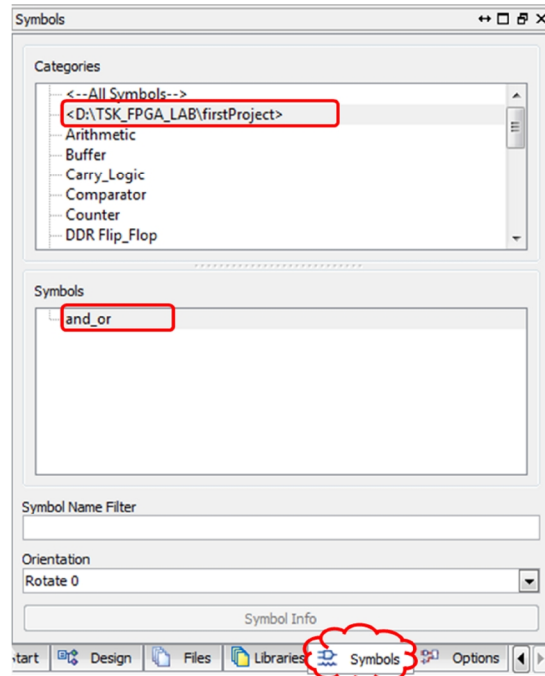 Symbols
Categories
<--All Symbols-->
<D:\TSK_FPGA_LAB\firstProject>
Arithmetic
Buffer
Carry_Logic
Comparator
Counter
DDR Flip_Flop
Symbols
and_or
Symbol Name Filter
Orientation
Rotate 0
Symbol Info
tart Design Files Libraries Symbols Options